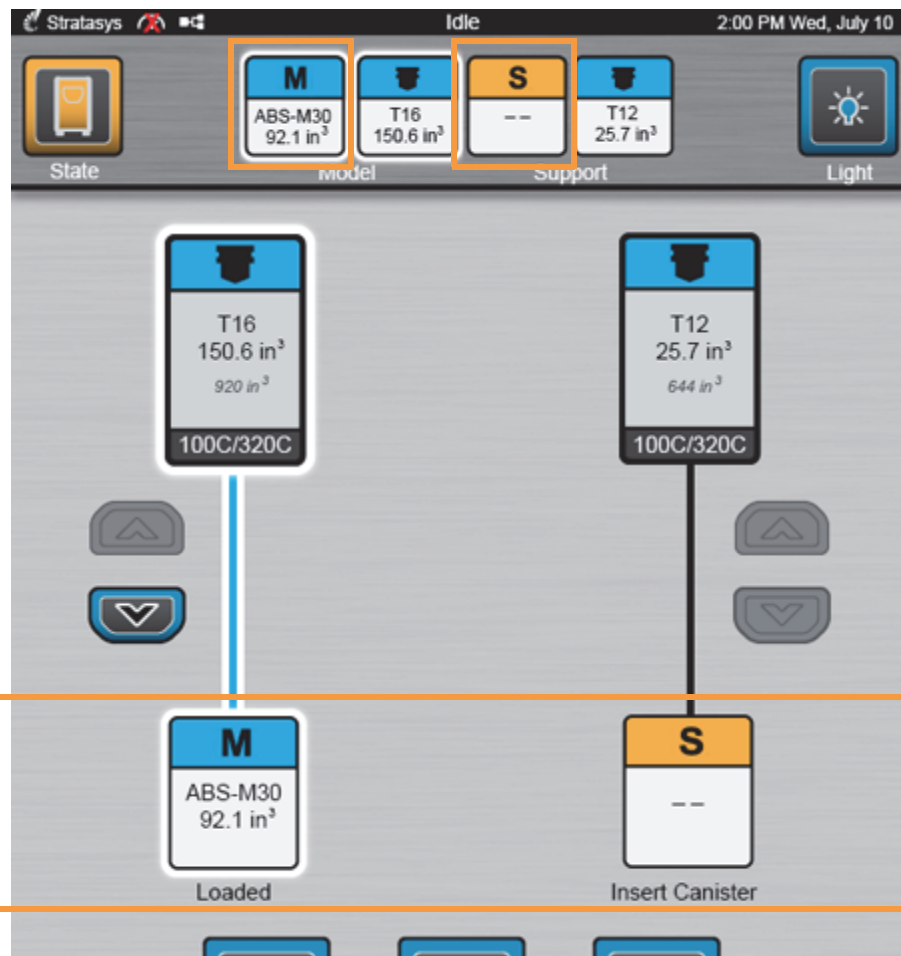 Stratasys Idle 2:00 PM Wed, July 10
M S
ABS-M30 T16 -- T12
92.1 in³ 150.6 in³ 25.7 in³
State Model Support Light
T16 T12
150.6 in³ 25.7 in³
920 in³ 644 in³
100C/320C 100C/320C
M S
ABS-M30 --
92.1 in³
Loaded Insert Canister